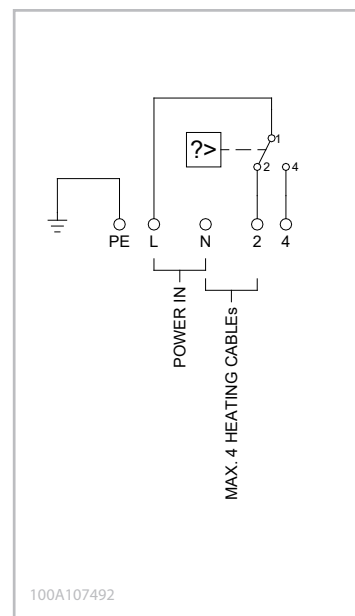 1
?>
2
4
PE
L
N
2
4
POWER IN
MAX. 4 HEATING CABLEs
100A107492